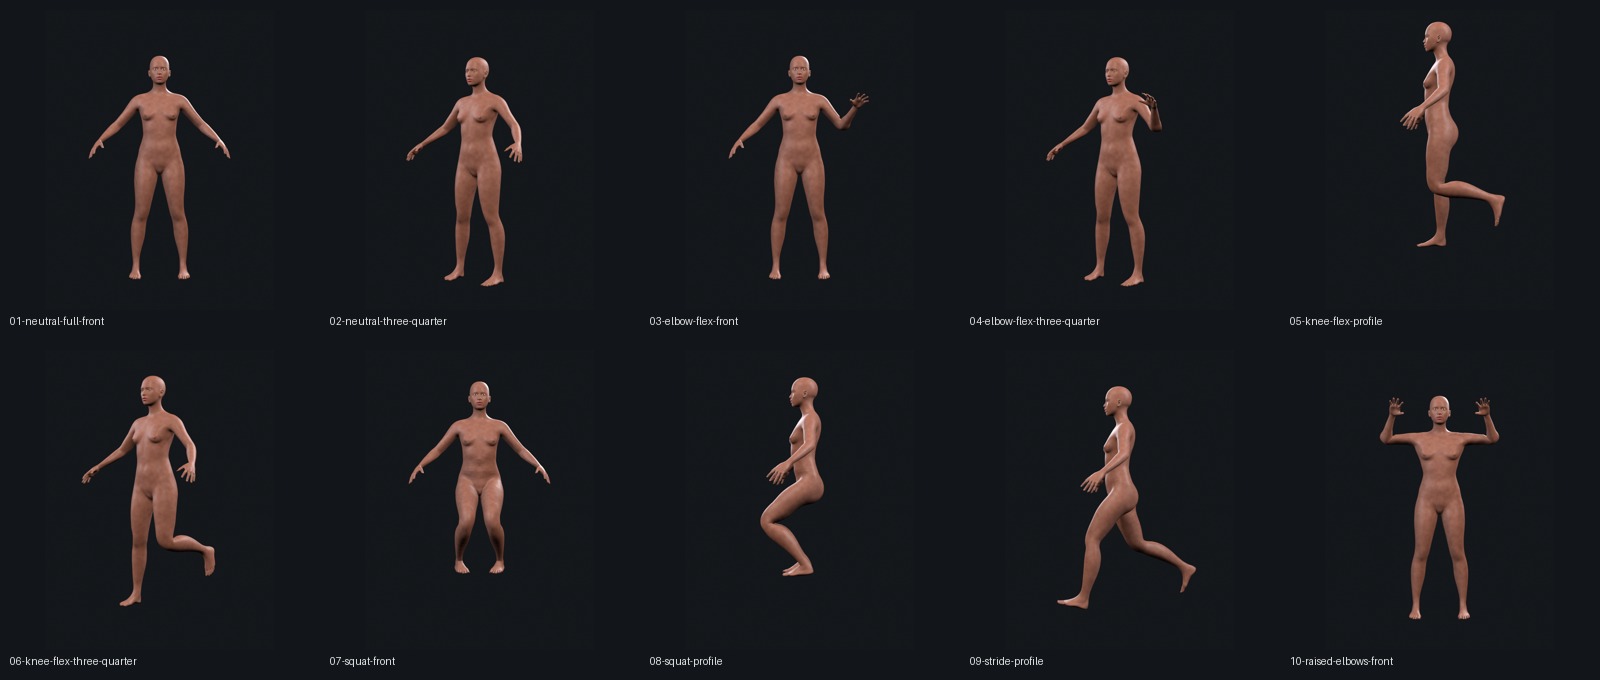 01-neutral-full-front
02-neutral-three-quarter
03-elbow-flex-front
04-elbow-flex-three-quarter
05-knee-flex-profile
06-knee-flex-three-quarter
07-squat-front
08-squat-profile
09-stride-profile
10-raised-elbows-front